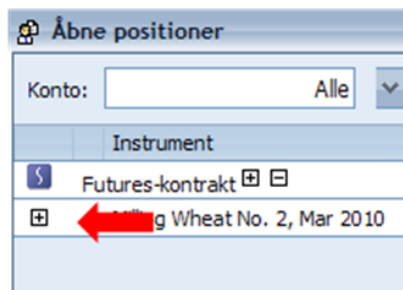 Åbne positioner
Konto: Alle
Instrument
S Futures-kontrakt
g Wheat No. 2, Mar 2010